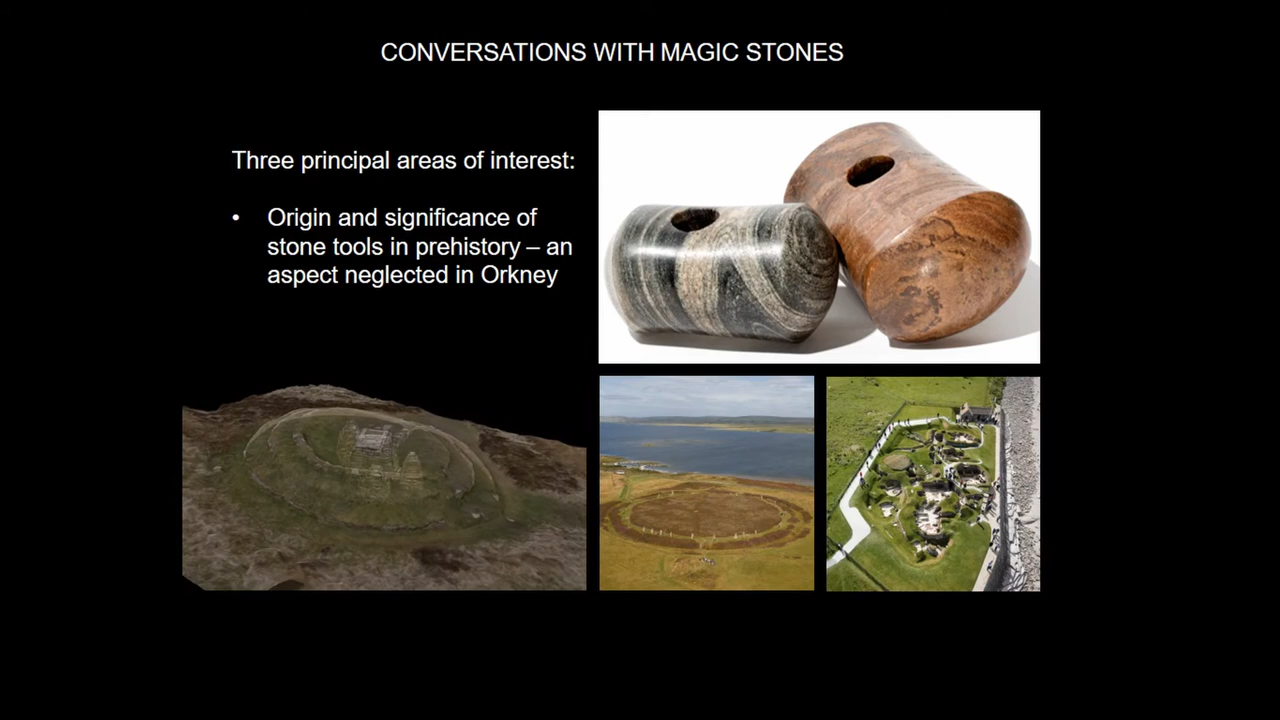 CONVERSATIONS WITH MAGIC STONES
Three principal areas of interest:
• Origin and significance of
stone tools in prehistory – an
aspect neglected in Orkney